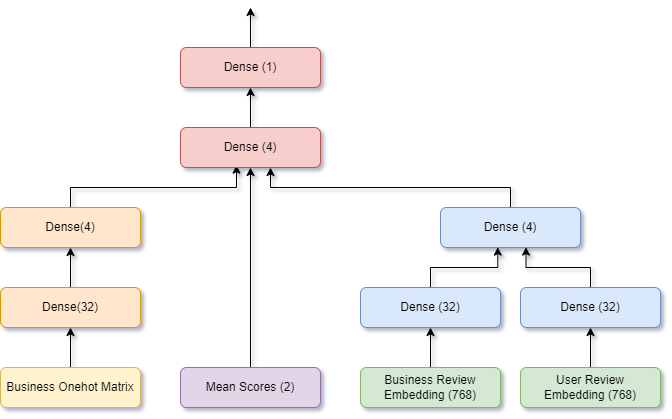 Dense (1)
Dense (4)
Dense(4)
Dense (4)
Dense(32)
Dense (32)
Dense (32)
Business Onehot Matrix
Mean Scores (2)
Business Review
Embedding (768)
User Review
Embedding (768)